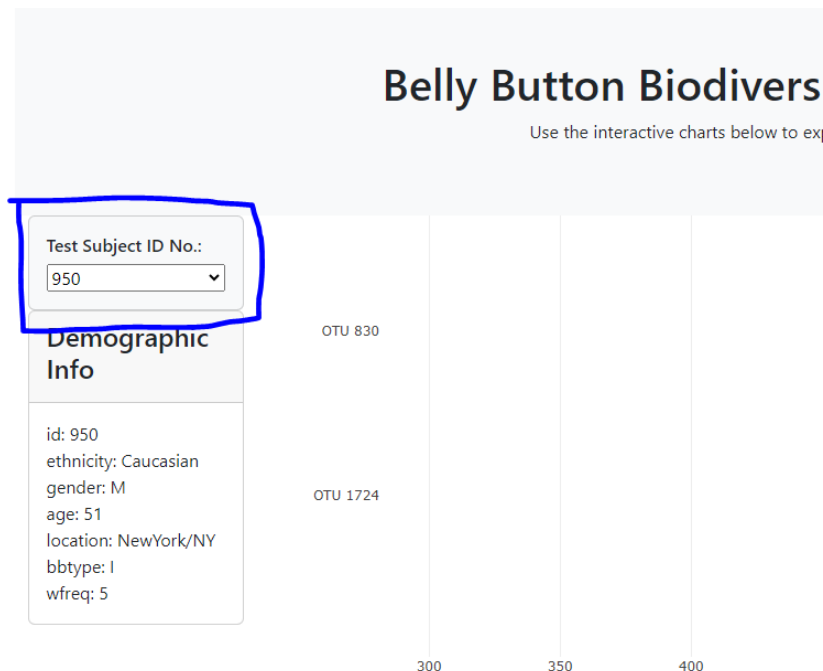 Belly Button Biodivers
Use the interactive charts below to exp
Test Subject ID No.:
950
Demographic
Info
id: 950
ethnicity: Caucasian
gender: M
age: 51
location: NewYork/NY
bbtype: I
wfreq: 5
OTU 830
OTU 1724
300 350 400